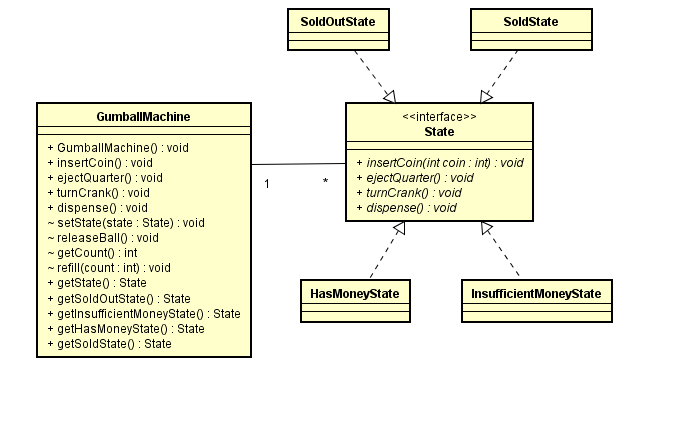 SoldOutState
SoldState
GumballMachine
+ GumballMachine() : void
+ insertCoin() : void
+ ejectQuarter() : void
+ turnCrank() : void
+ dispense() : void
~ setState(state : State) : void
~ releaseBall() : void
~ getCount() : int
~ refill(count : int) : void
+ getState() : State
+ getSoldOutState() : State
+ getInsufficientMoneyState() : State
+ getHasMoneyState() : State
+ getSoldState() : State
1
*
<<interface>>
State
+ insertCoin(int coin : int) : void
+ ejectQuarter() : void
+ turnCrank() : void
+ dispense() : void
HasMoneyState
InsufficientMoneyState